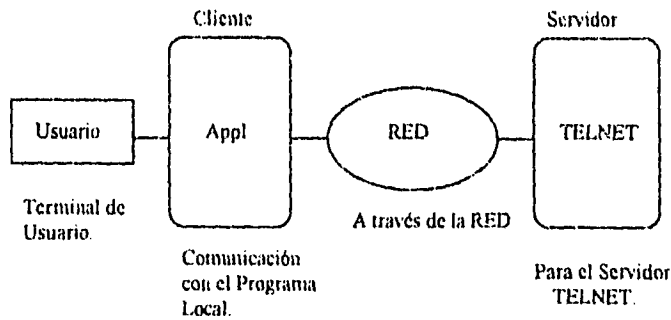 Cliente
Servidor
Usuario
Appl
RED
TELNET
Terminal de
Usuario.
A través de la RED
Comunicación
con el Programa
Local.
Para el Servidor
TELNET.